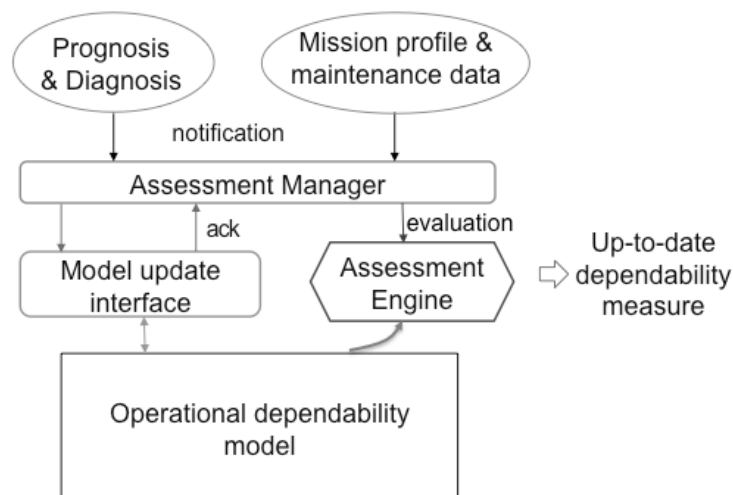 Prognosis
& Diagnosis
Mission profile &
maintenance data
notification
Assessment Manager
ack
evaluation
Model update
interface
Assessment
Engine
Up-to-date
dependability
measure
Operational dependability
model